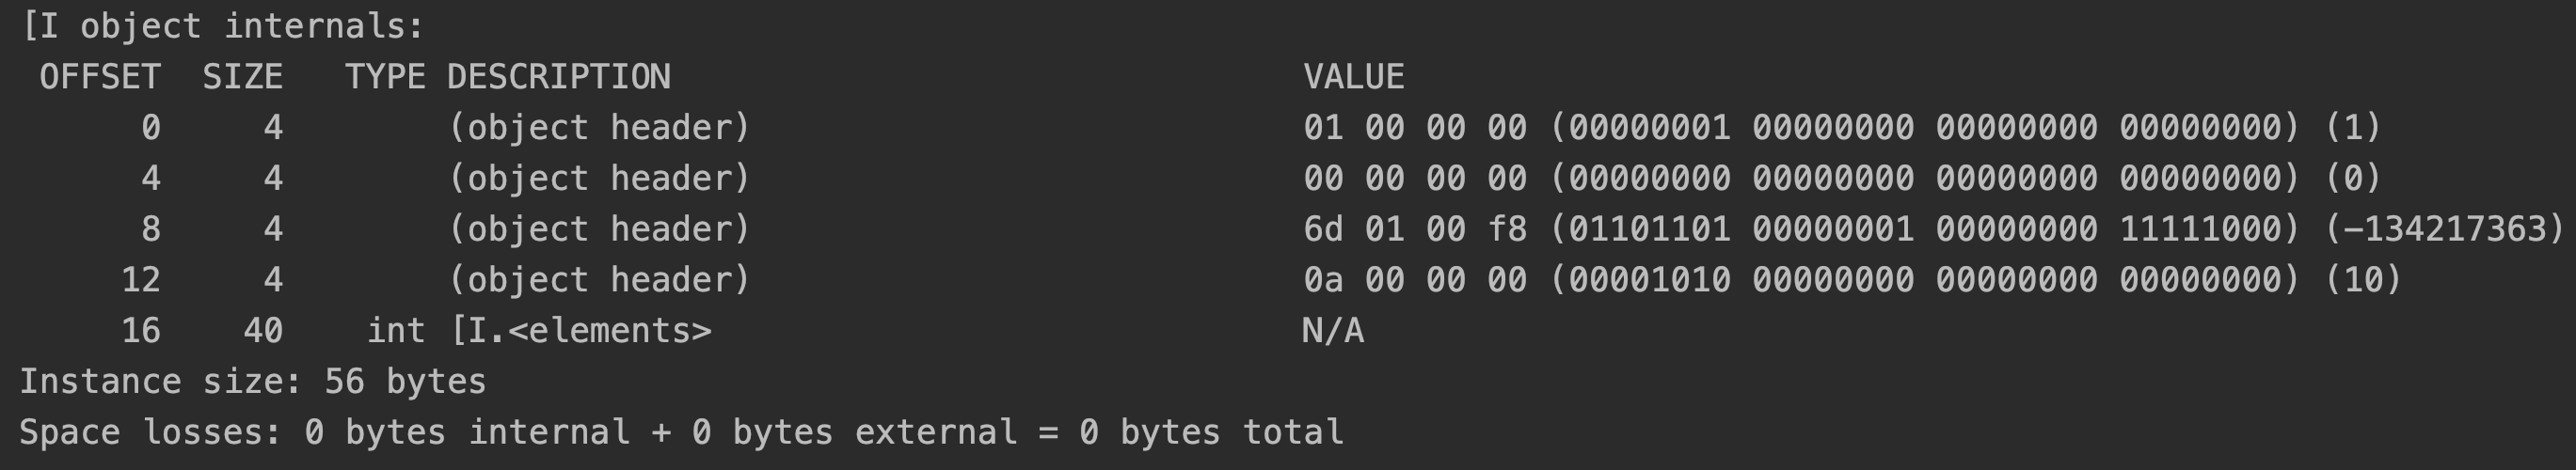 [I object internals:
 OFFSET  SIZE   TYPE DESCRIPTION                               VALUE
      0     4        (object header)                           01 00 00 00 (00000001 00000000 00000000 00000000) (1)
      4     4        (object header)                           00 00 00 00 (00000000 00000000 00000000 00000000) (0)
      8     4        (object header)                           6d 01 00 f8 (01101101 00000001 00000000 11111000) (-134217363)
     12     4        (object header)                           0a 00 00 00 (00001010 00000000 00000000 00000000) (10)
     16    40    int [I.<elements>                             N/A
Instance size: 56 bytes
Space losses: 0 bytes internal + 0 bytes external = 0 bytes total